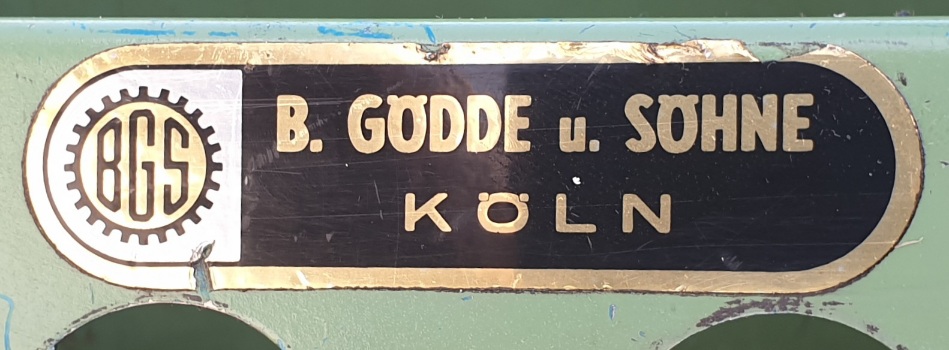 BGS
B. GÖDDE u. SÖHNE
KÖLN